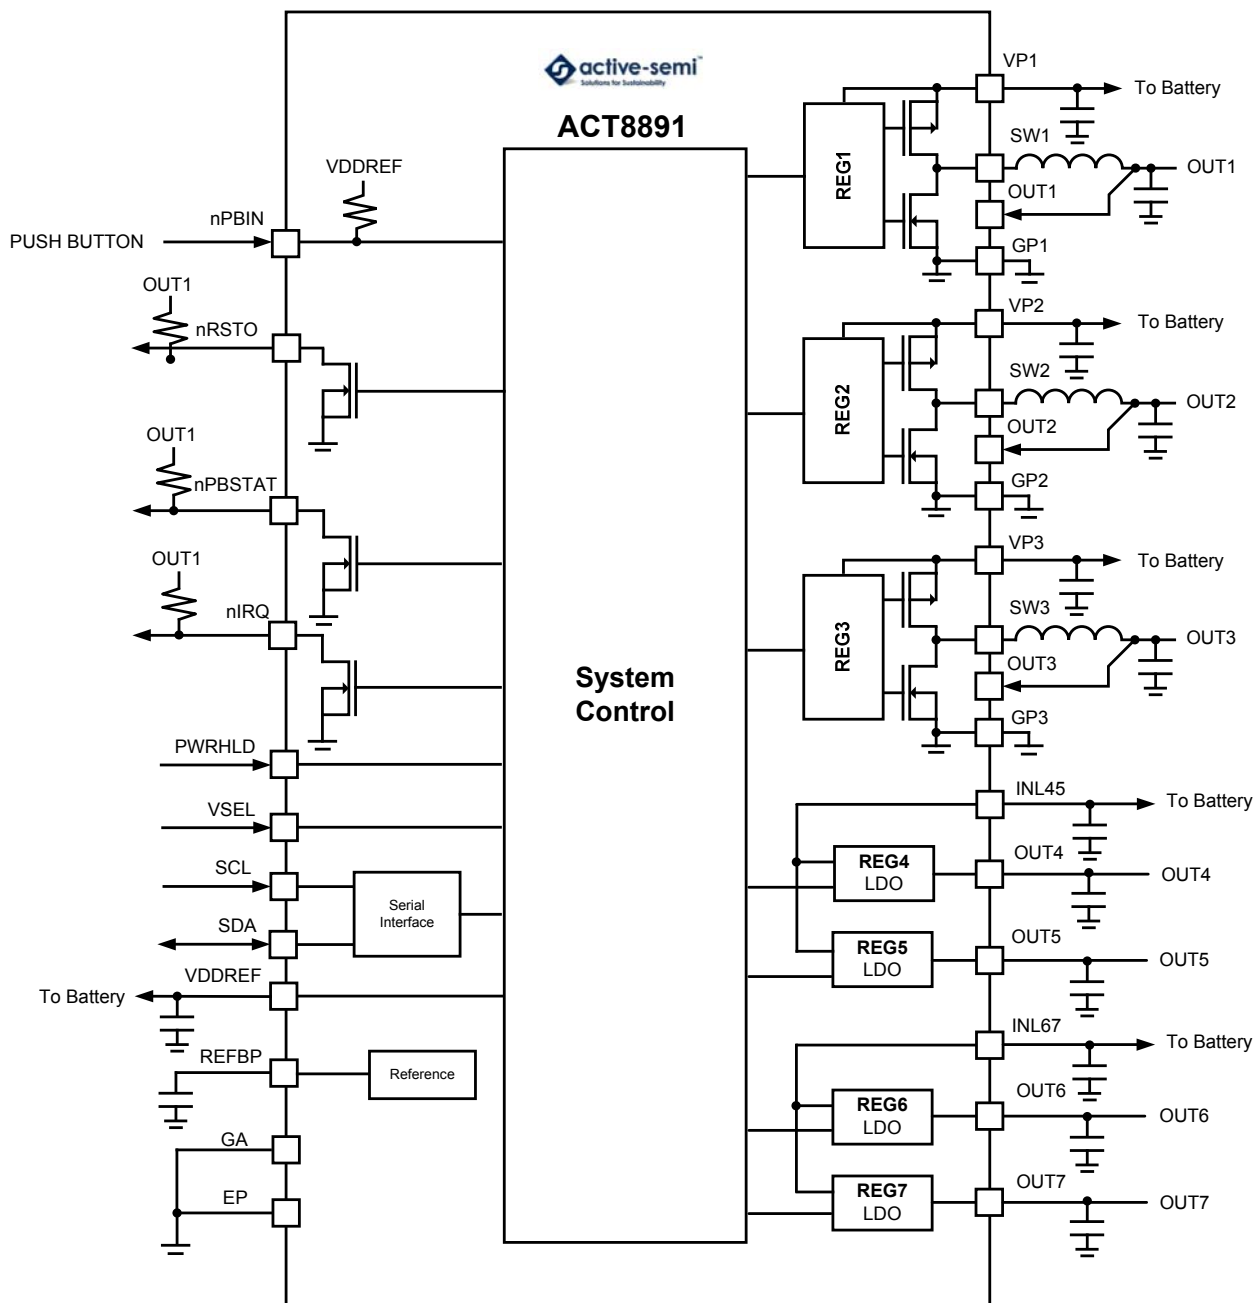 active-semi™
Solutions for Sustainability
ACT8891
System
Control
VDDREF
nPBIN
PUSH BUTTON
OUT1
nRSTO
OUT1
nPBSTAT
OUT1
nIRQ
PWRHLD
VSEL
SCL
SDA
Serial
Interface
VDDREF
To Battery
REFBP
Reference
GA
EP
REG1
VP1
To Battery
SW1
OUT1
OUT1
GP1
REG2
VP2
To Battery
SW2
OUT2
OUT2
GP2
REG3
VP3
To Battery
SW3
OUT3
OUT3
GP3
INL45
To Battery
REG4
LDO
OUT4
OUT4
REG5
LDO
OUT5
OUT5
INL67
To Battery
REG6
LDO
OUT6
OUT6
REG7
LDO
OUT7
OUT7